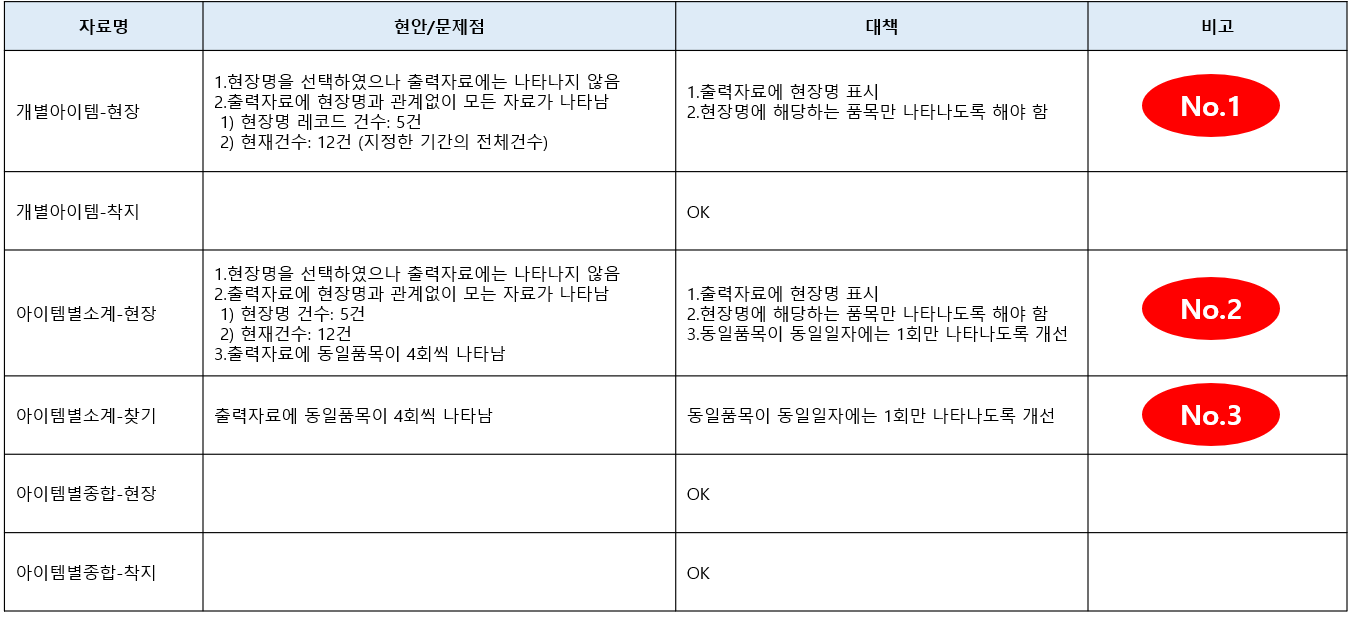 자료명 현안/문제점 대책 비고
개별아이템-현장
1.현장명을 선택하였으나 출력자료에는 나타나지 않음
2.출력자료에 현장명과 관계없이 모든 자료가 나타남
1) 현장명 레코드 건수: 5건
2) 현재건수: 12건 (지정한 기간의 전체건수)
1.출력자료에 현장명 표시
2.현장명에 해당하는 품목만 나타나도록 해야 함
No.1
개별아이템-착지
OK
아이템별소계-현장
1.현장명을 선택하였으나 출력자료에는 나타나지 않음
2.출력자료에 현장명과 관계없이 모는 자료가 나타남
1) 현장명 건수: 5건
2) 현재건수: 12건
3.출력자료에 동일품목이 4회씩 나타남
1.출력자료에 현장명 표시
2.현장명에 해당하는 품목만 나타나도록 해야 함
3.동일품목이 동일일자에는 1회만 나타나도록 개선
No.2
아이템별소계-찾기
출력자료에 동일품목이 4회씩 나타남
동일품목이 동일일자에는 1회만 나타나도록 개선
No.3
아이템별종합-현장
OK
아이템별종합-착지
OK